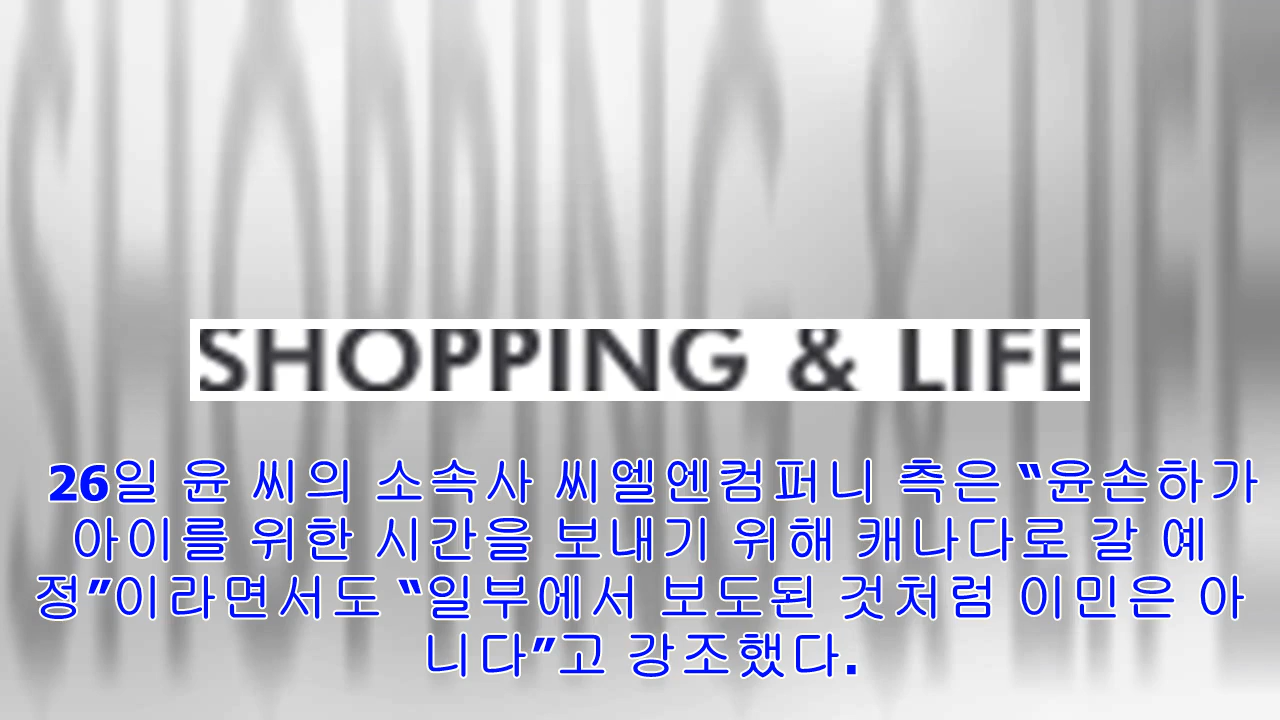 SHOPPING & LIFE
26일 윤 씨의 소속사 씨엘엔컴퍼니 측은 “윤손하가
아이를 위한 시간을 보내기 위해 캐나다로 갈 예
정”이라면서도 “일부에서 보도된 것처럼 이민은 아
니다”고 강조했다.